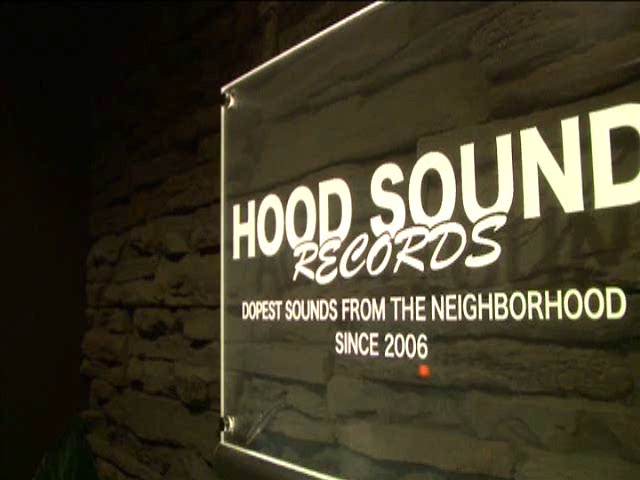 HOOD SOUND
RECORDS
DOPEST SOUNDS FROM THE NEIGHBORHOOD
SINCE 2006